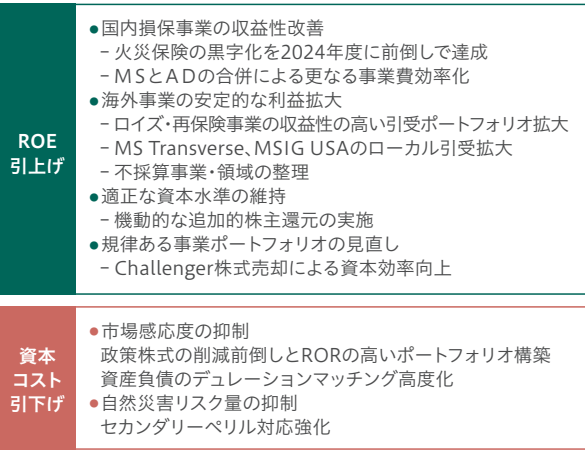 ROE
引上げ
●国内損保事業の収益性改善
– 火災保険の黒字化を2024年度に前倒しで達成
– ＭＳとＡＤの合併による更なる事業費効率化
●海外事業の安定的な利益拡大
– ロイズ・再保険事業の収益性の高い引受ポートフォリオ拡大
– MS Transverse、MSIG USAのローカル引受拡大
– 不採算事業・領域の整理
●適正な資本水準の維持
– 機動的な追加的株主還元の実施
●規律ある事業ポートフォリオの見直し
– Challenger株式売却による資本効率向上
資本
コスト
引下げ
●市場感応度の抑制
政策株式の削減前倒しとRORの高いポートフォリオ構築
資産負債のデュレーションマッチング高度化
●自然災害リスク量の抑制
セカンダリーペリル対応強化